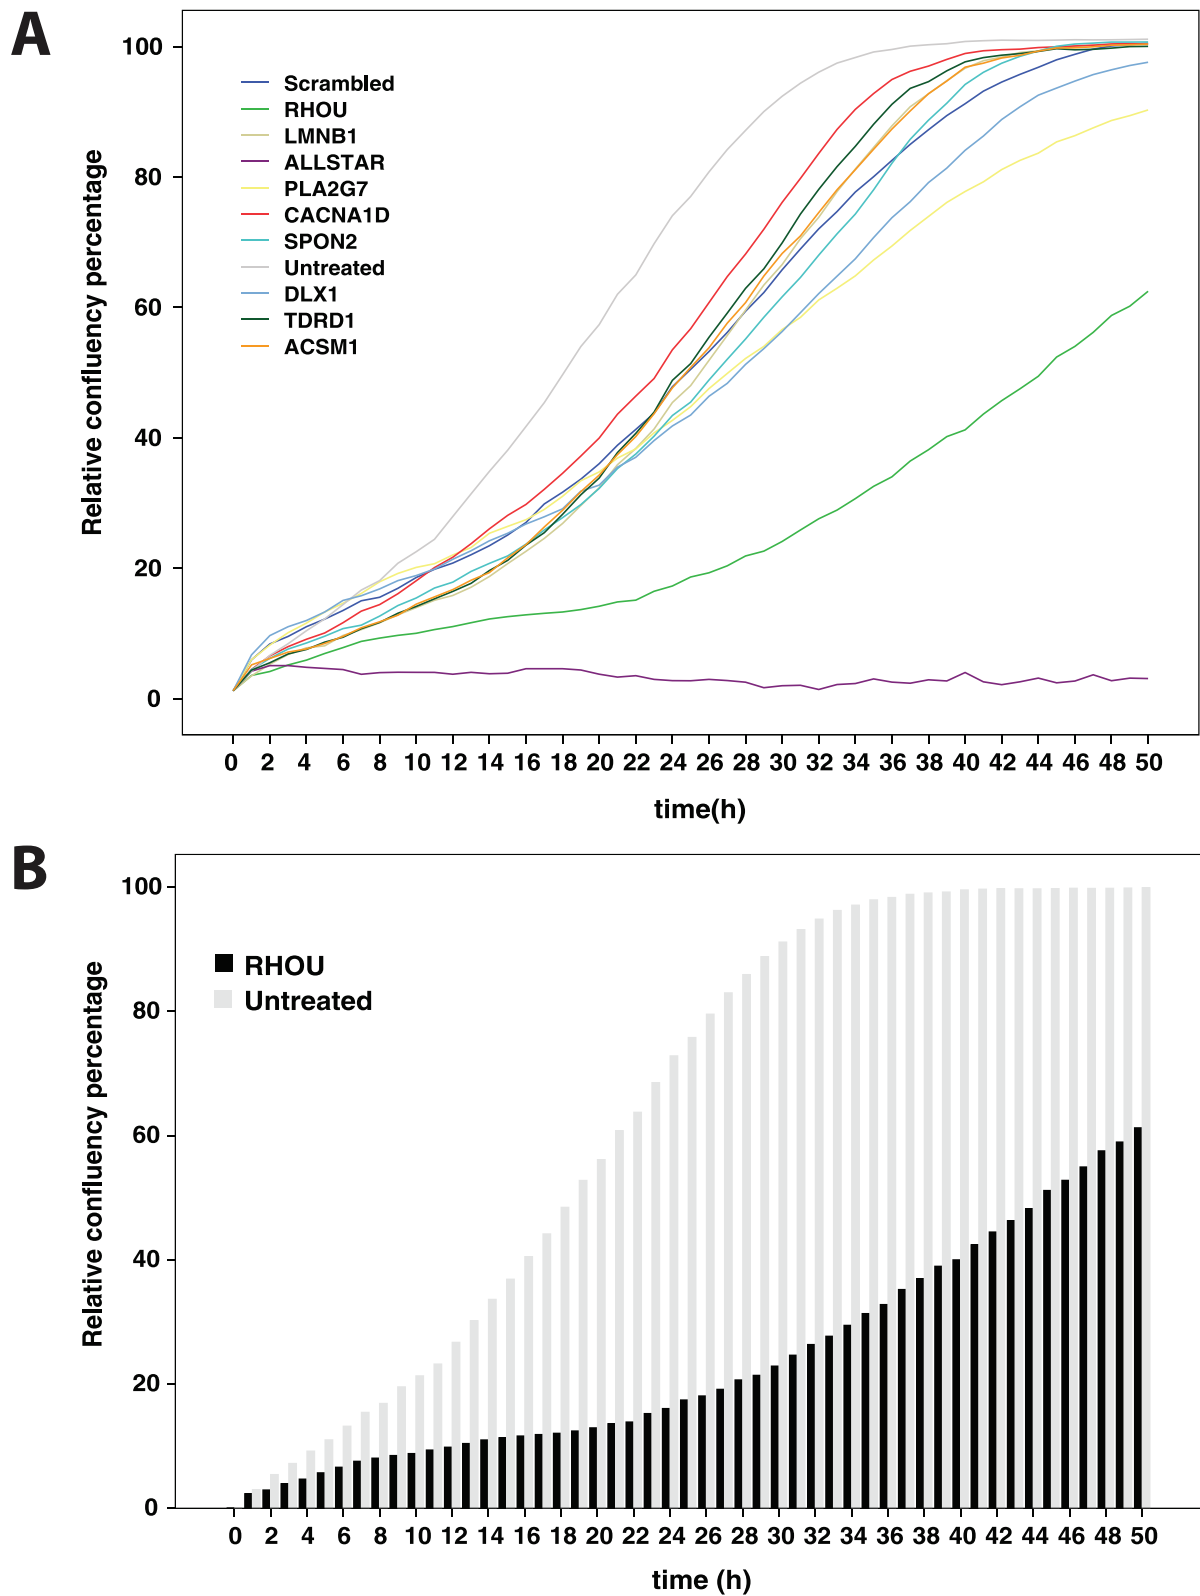 A
Relative confluency percentage
100
80
60
40
20
0
Scrambled
RHOU
LMNB1
ALLSTAR
PLA2G7
CACNA1D
SPON2
Untreated
DLX1
TDRD1
ACSM1
0 2 4 6 8 10 12 14 16 18 20 22 24 26 28 30 32 34 36 38 40 42 44 46 48 50
time(h)
B
Relative confluency percentage
100
80
60
40
20
0
RHOU
Untreated
0 2 4 6 8 10 12 14 16 18 20 22 24 26 28 30 32 34 36 38 40 42 44 46 48 50
time (h)